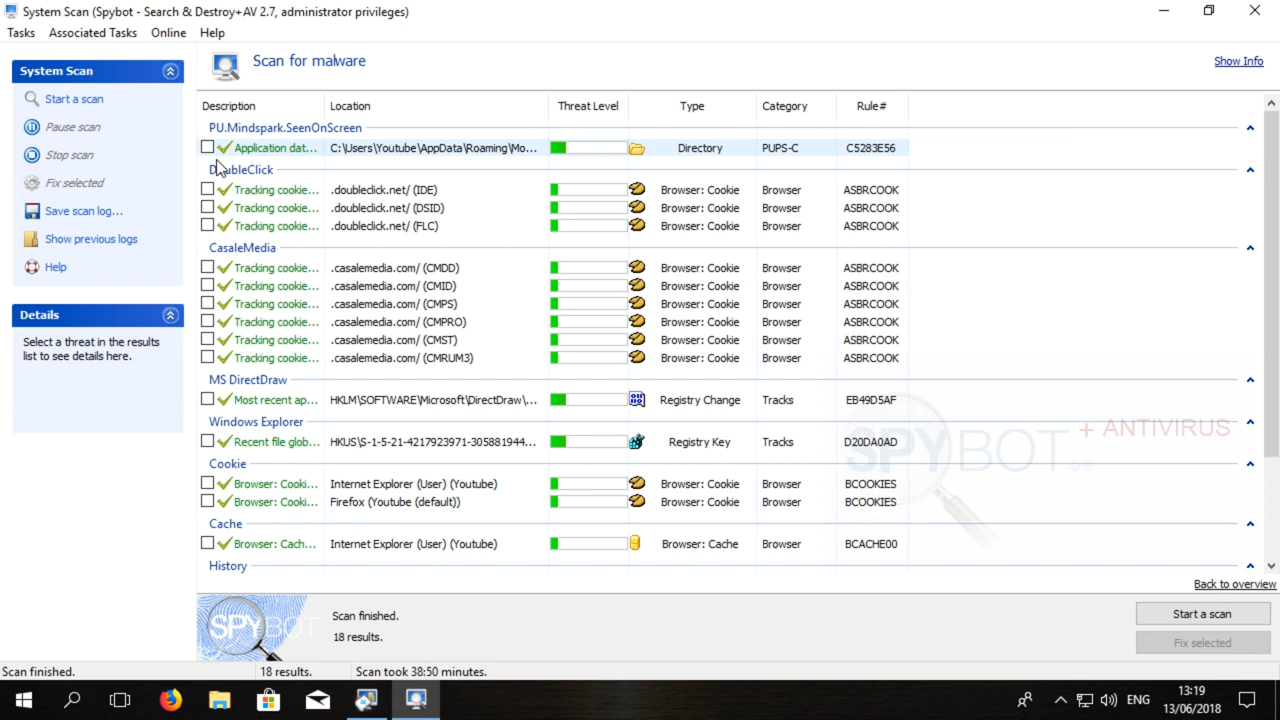 System Scan (Spybot - Search & Destroy+AV 2.7, administrator privileges)
Tasks Associated Tasks Online Help
System Scan
Start a scan
Pause scan
Stop scan
Fix selected
Save scan log...
Show previous logs
Help
Details
Select a threat in the results
list to see details here.
Scan for malware
Show Info
Description Location Threat Level Type Category Rule#
PU.Mindspark.SeenOnScreen
Application dat... C:\Users\Youtube\AppData\Roaming\Mo... Directory PUPS-C C5283E56
DoubleClick
Tracking cookie... .doubleclick.net/ (IDE) Browser: Cookie Browser ASBRCOOK
Tracking cookie... .doubleclick.net/ (DSID) Browser: Cookie Browser ASBRCOOK
Tracking cookie... .doubleclick.net/ (FLC) Browser: Cookie Browser ASBRCOOK
CasaleMedia
Tracking cookie... .casalemedia.com/ (CMDD) Browser: Cookie Browser ASBRCOOK
Tracking cookie... .casalemedia.com/ (CMID) Browser: Cookie Browser ASBRCOOK
Tracking cookie... .casalemedia.com/ (CMPS) Browser: Cookie Browser ASBRCOOK
Tracking cookie... .casalemedia.com/ (CMPRO) Browser: Cookie Browser ASBRCOOK
Tracking cookie... .casalemedia.com/ (CMST) Browser: Cookie Browser ASBRCOOK
Tracking cookie... .casalemedia.com/ (CMRUM3) Browser: Cookie Browser ASBRCOOK
MS DirectDraw
Most recent ap... HKLM\SOFTWARE\Microsoft\DirectDraw\... Registry Change Tracks EB49D5AF
Windows Explorer
Recent file glob... HKUS\S-1-5-21-4217923971-305881944... Registry Key Tracks D20DA0AD
SPYBOT + ANTIVIRUS
Cookie
Browser: Cooki... Internet Explorer (User) (Youtube) Browser: Cookie Browser BCOOKIES
Browser: Cooki... Firefox (Youtube (default)) Browser: Cookie Browser BCOOKIES
Cache
Browser: Cach... Internet Explorer (User) (Youtube) Browser: Cache Browser BCACHE00
History
Back to overview
SPYBOT
Scan finished.
18 results.
Start a scan
Fix selected
Scan finished. 18 results. Scan took 38:50 minutes.
ENG
13:19
13/06/2018